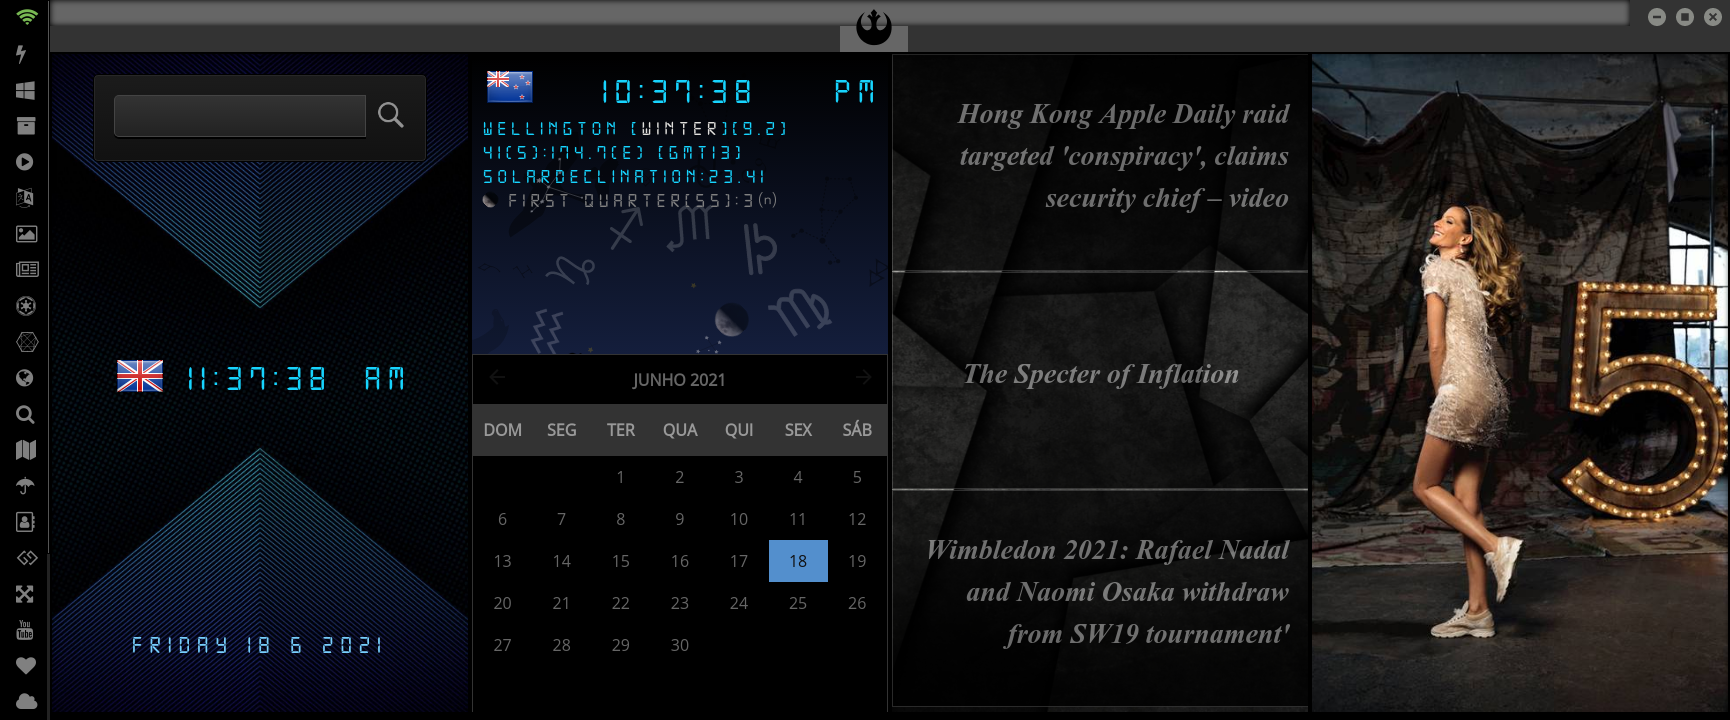 11:37:38 AM
FRIDAY 18 6 2021
10:37:38 PM
WELLINGTON [WINTER][9.2]
41(S):174.7(E) [GMT13]
SOLARDECLINATION:23.41
FIRST QUARTER[55]:3(n)
JUNHO 2021
DOM SEG TER QUA QUI SEX SÁB
1 2 3 4 5
6 7 8 9 10 11 12
13 14 15 16 17 18 19
20 21 22 23 24 25 26
27 28 29 30
Hong Kong Apple Daily raid
targeted 'conspiracy', claims
security chief – video
The Specter of Inflation
Wimbledon 2021: Rafael Nadal
and Naomi Osaka withdraw
from SW19 tournament'
5
You
Tube